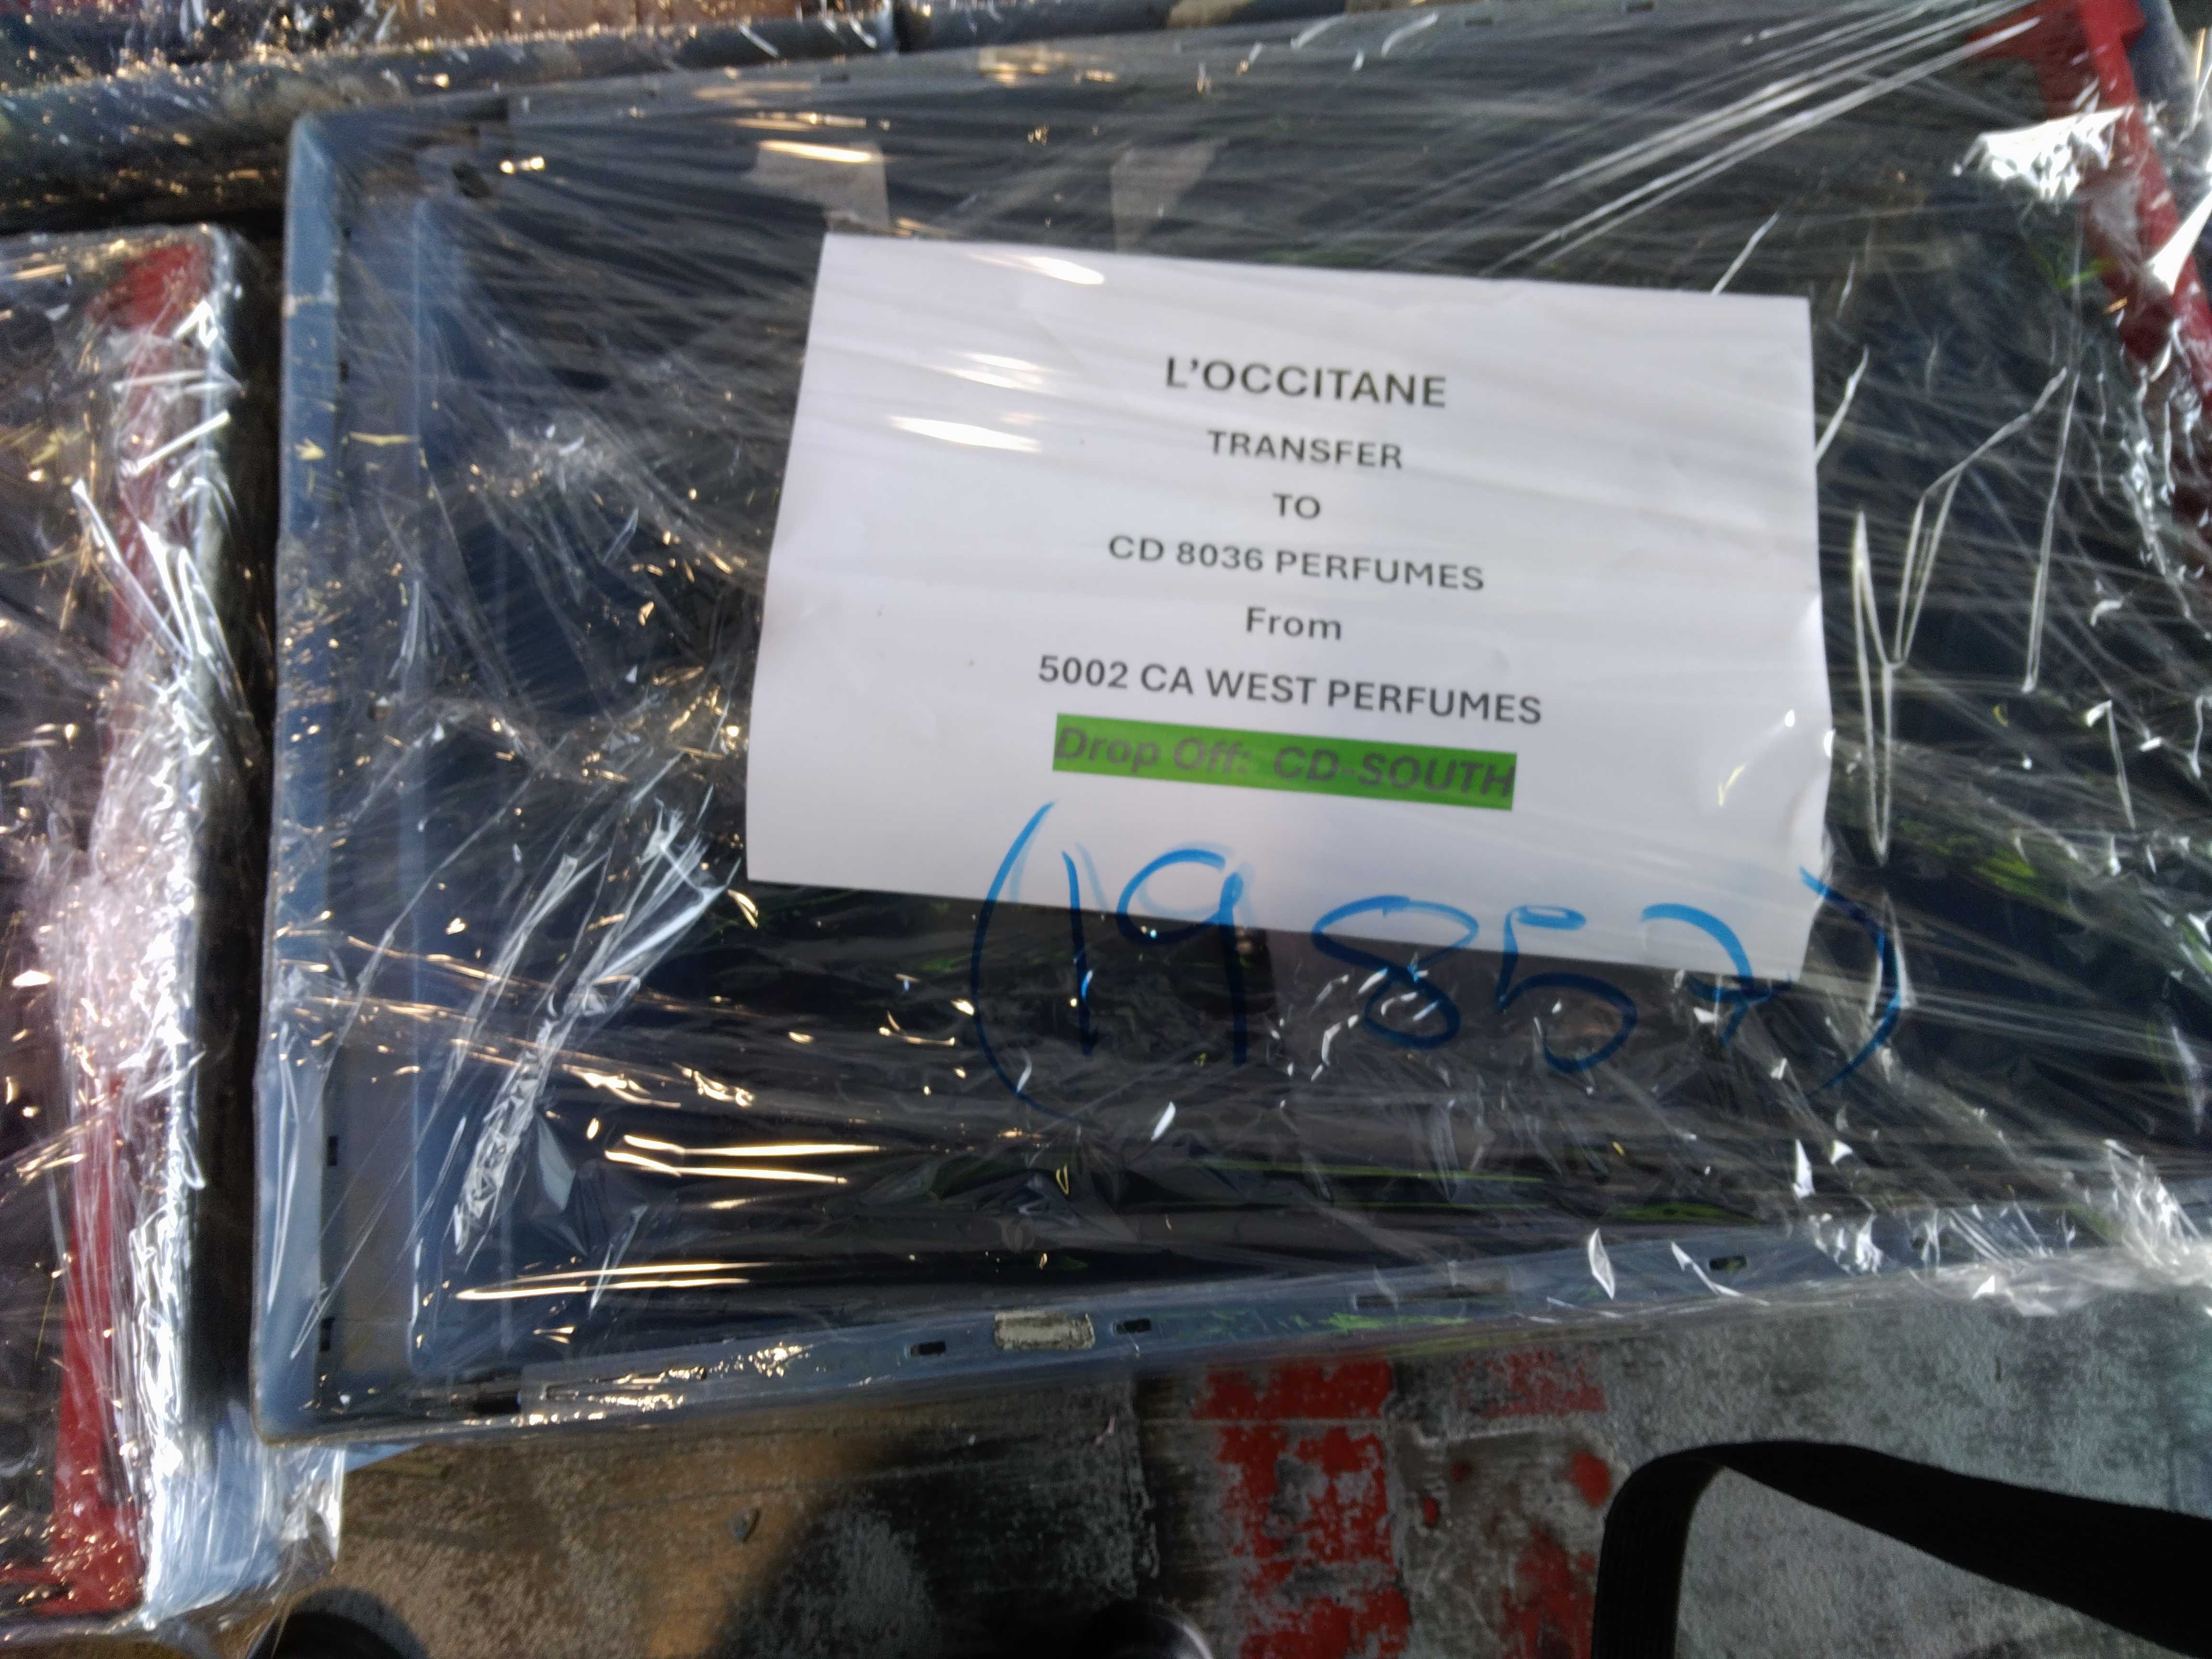 L'OCCITANE
TRANSFER
TO
CD 8036 PERFUMES
From
5002 CA WEST PERFUMES
Drop Off: CD-SOUTH
(19857)